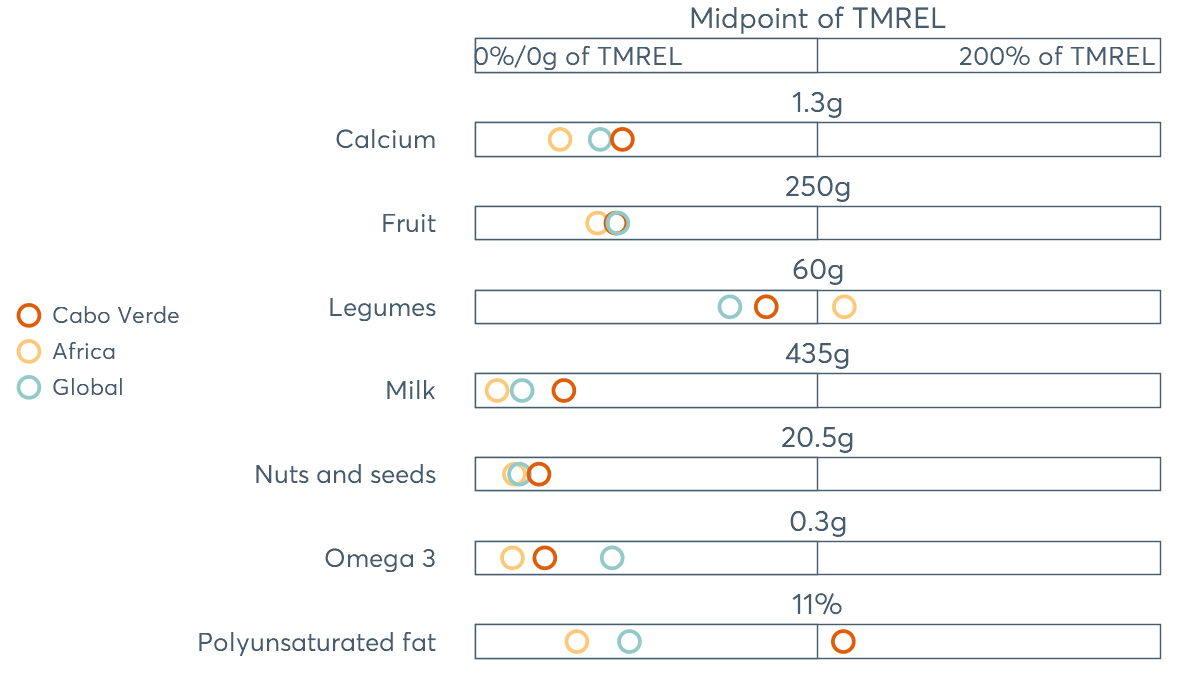 Midpoint of TMREL
0%/0g of TMREL 200% of TMREL
1.3g
Calcium
250g
Fruit
60g
Legumes
435g
Milk
20.5g
Nuts and seeds
0.3g
Omega 3
11%
Polyunsaturated fat
Cabo Verde
Africa
Global